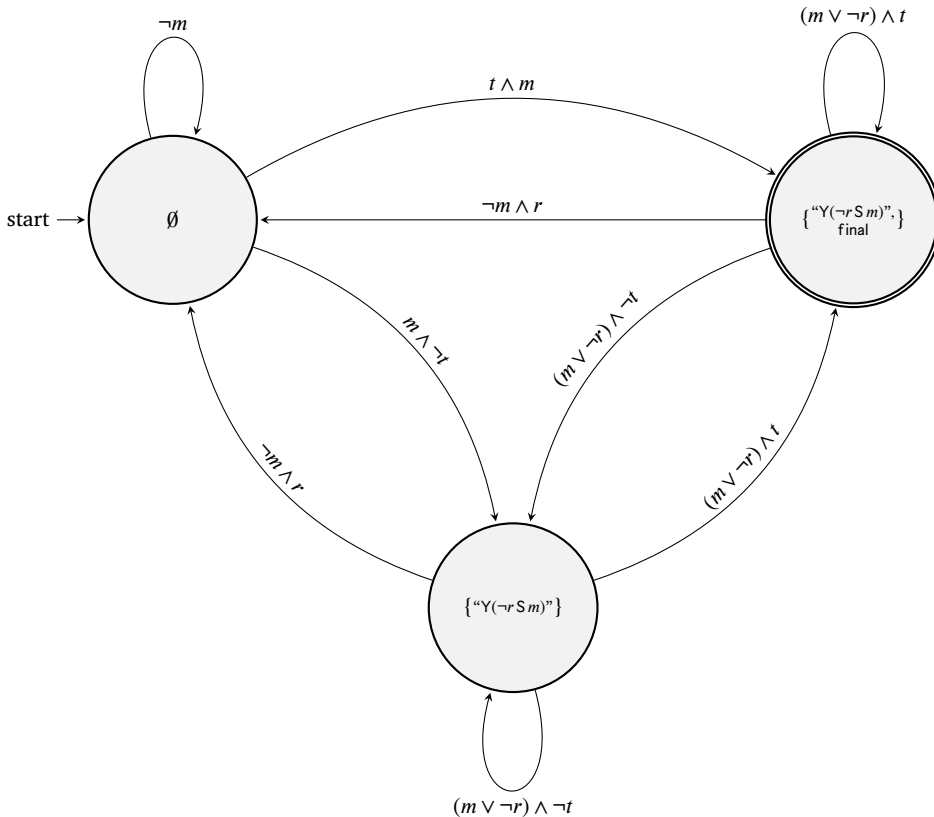 (m ∨ ¬r) ∧ t
¬m
t ∧ m
¬m ∧ r
start
∅
{“Y(¬r S m)”,}
final
m ∧ ¬t
(m ∨ ¬r) ∧ ¬t
¬m ∧ r
(m ∨ ¬r) ∧ t
{“Y(¬r S m)”}
(m ∨ ¬r) ∧ ¬t